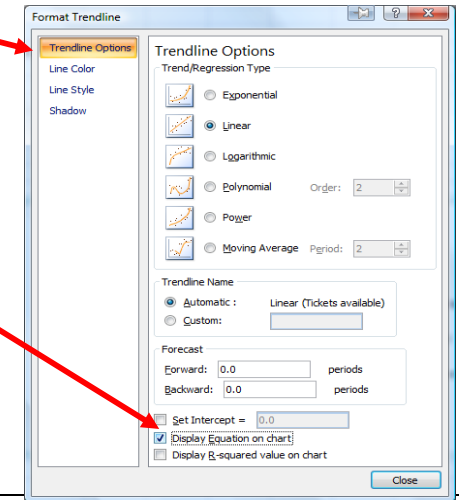 Format Trendline
Trendline Options
Line Color
Line Style
Shadow
Trendline Options
Trend/Regression Type
Exponential
Linear
Logarithmic
Polynomial Order: 2
Power
Moving Average Period: 2
Trendline Name
Automatic : Linear (Tickets available)
Custom:
Forecast
Forward: 0.0 periods
Backward: 0.0 periods
Set Intercept = 0.0
Display Equation on chart
Display R-squared value on chart
Close